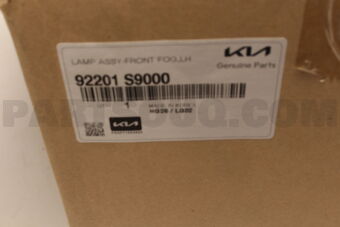 LAMP ASSY-FRONT FOG,LH
KIA
Genuine Parts
92201 S9000
1
MADE IN KOREA
KIA